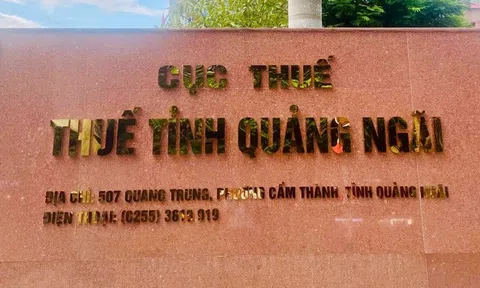 CỤC THUẾ
THUẾ TỈNH QUẢNG NGÃI
ĐỊA CHỈ: 507 QUANG TRUNG, PHƯỜNG CẨM THÀNH, TỈNH QUẢNG NGÃI
ĐIỆN THOẠI: (0255) 3612 919